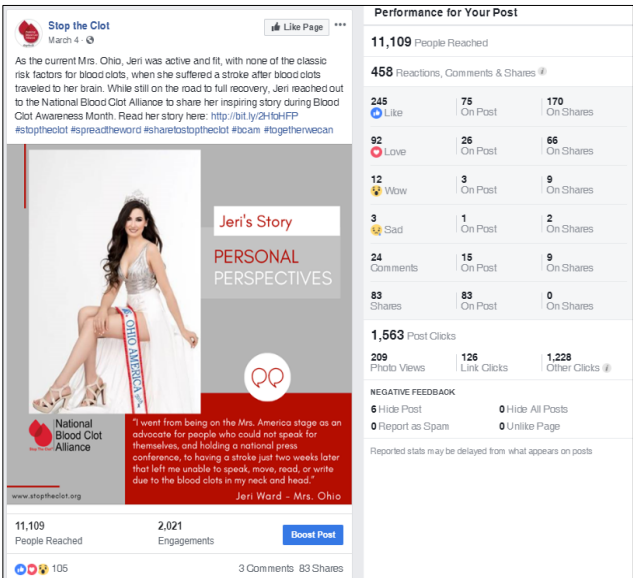 Stop the Clot
March 4 ·
Like Page
As the current Mrs. Ohio, Jeri was active and fit, with none of the classic
risk factors for blood clots, when she suffered a stroke after blood clots
traveled to her brain. While still on the road to full recovery, Jeri reached out
to the National Blood Clot Alliance to share her inspiring story during Blood
Clot Awareness Month. Read her story here: http://bit.ly/2HfoHFP
#stoptheclot #spreadtheword #sharetostoptheclot #bcam #togetherwecan
Jeri's Story
PERSONAL
PERSPECTIVES
OHIO AMERICA
National
Blood Clot
Alliance
Stop The Clot
www.stoptheclot.org
"I went from being on the Mrs. America stage as an
advocate for people who could not speak for
themselves, and holding a national press
conference, to having a stroke just two weeks later
that left me unable to speak, move, read, or write
due to the blood clots in my neck and head."
Jeri Ward - Mrs. Ohio
11,109
People Reached
2,021
Engagements
Boost Post
105
3 Comments 83 Shares
Performance for Your Post
11,109 People Reached
458 Reactions, Comments & Shares
245
Like
75
On Post
170
On Shares
92
Love
26
On Post
66
On Shares
12
Wow
3
On Post
9
On Shares
3
Sad
1
On Post
2
On Shares
24
Comments
15
On Post
9
On Shares
83
Shares
83
On Post
0
On Shares
1,563 Post Clicks
209
Photo Views
126
Link Clicks
1,228
Other Clicks
NEGATIVE FEEDBACK
6 Hide Post
0 Hide All Posts
0 Report as Spam
0 Unlike Page
Reported stats may be delayed from what appears on posts